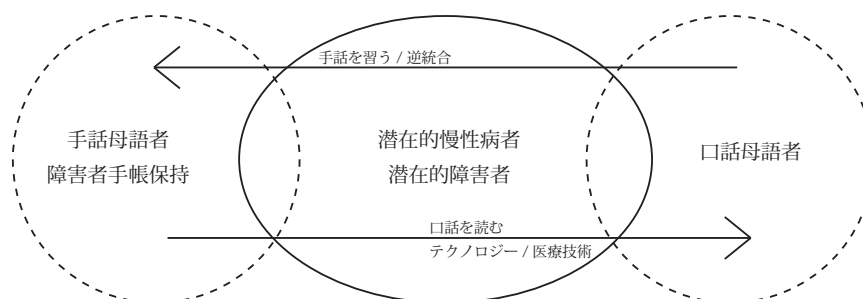 手話を習う / 逆統合
手話母語者
障害者手帳保持
潜在的慢性病者
潜在的障害者
口話母語者
口話を読む
テクノロジー / 医療技術